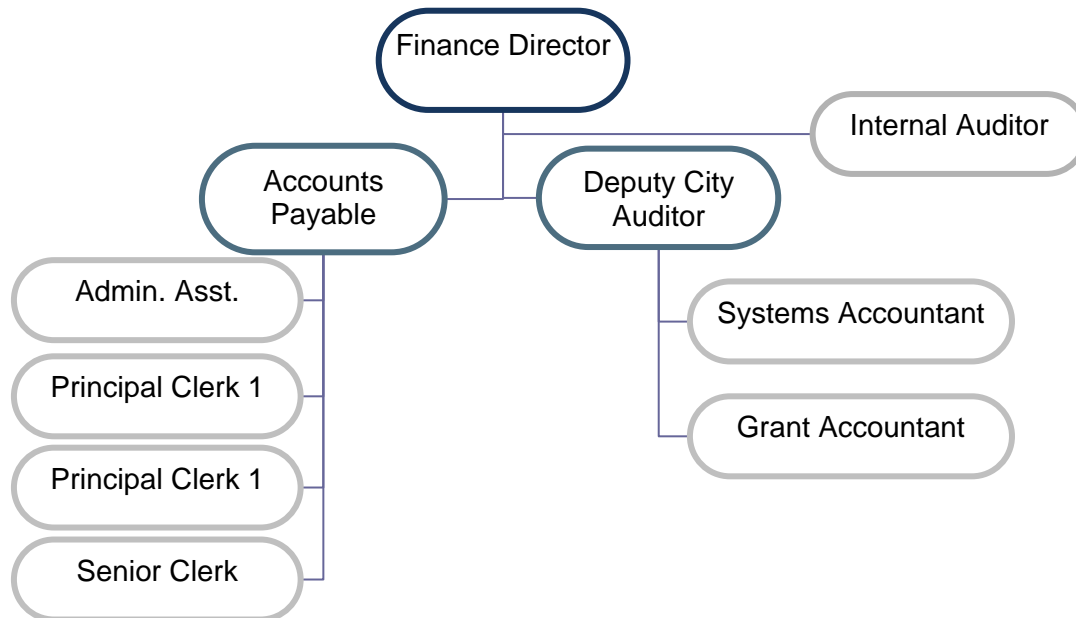 Finance Director
Internal Auditor
Accounts
Payable
Deputy City
Auditor
Admin. Asst.
Systems Accountant
Principal Clerk 1
Grant Accountant
Principal Clerk 1
Senior Clerk